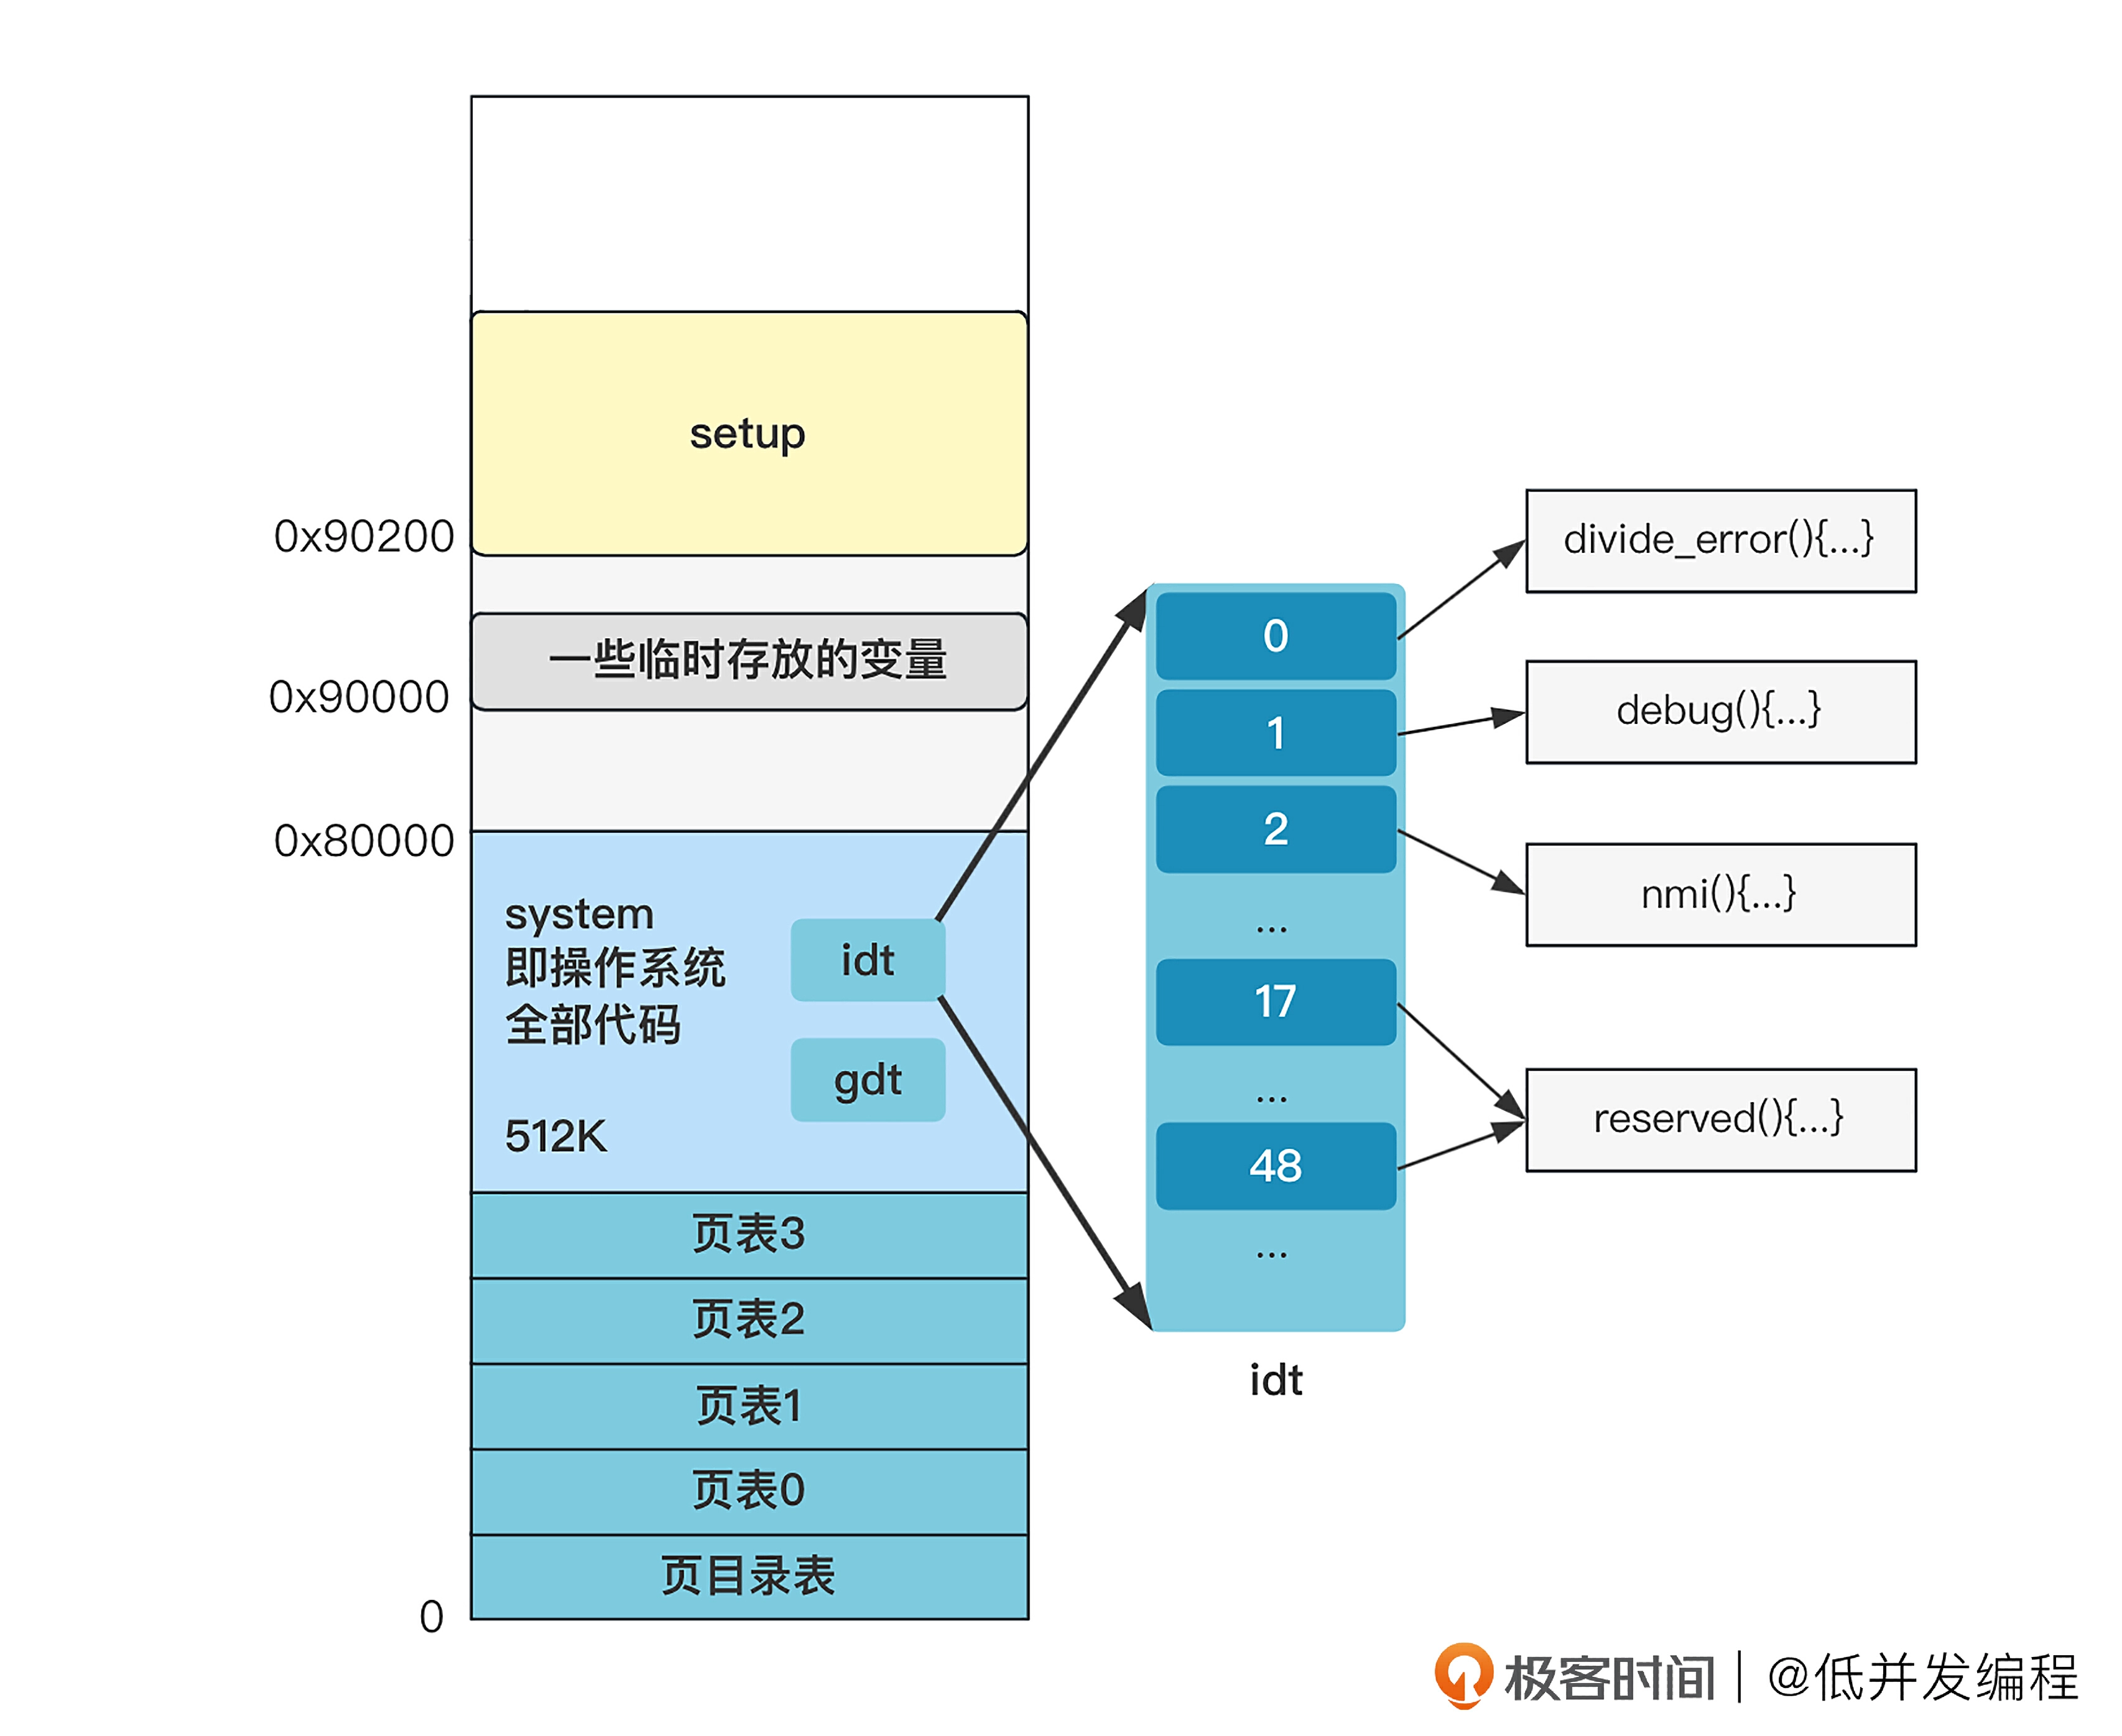 setup
0x90200
一些临时存放的变量
0x90000
0x80000
system
即操作系统
全部代码
512K
idt
gdt
页表3
页表2
页表1
页表0
页目录表
0
0
1
2
...
17
...
48
...
idt
divide_error(){...}
debug(){...}
nmi(){...}
reserved(){...}
极客时间 | @低并发编程